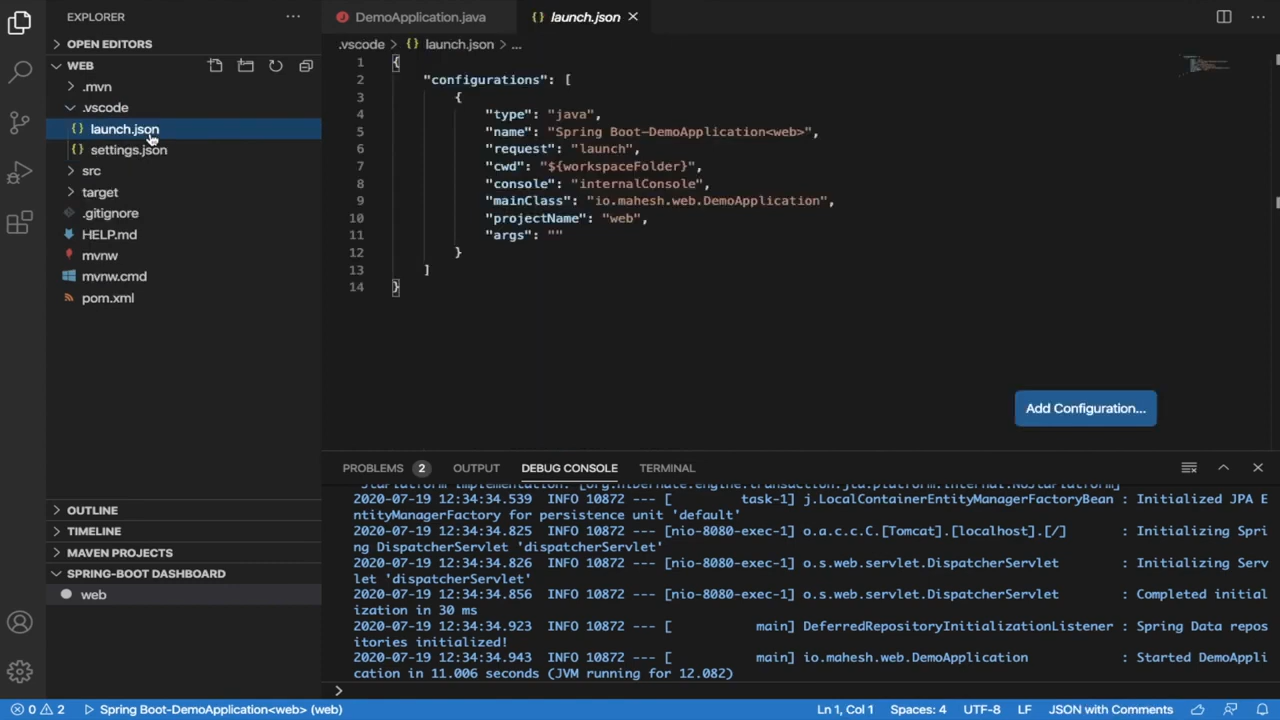 EXPLORER
OPEN EDITORS
WEB
.mvn
.vscode
launch.json
settings.json
src
target
.gitignore
HELP.md
mvnw
mvnw.cmd
pom.xml
OUTLINE
TIMELINE
MAVEN PROJECTS
SPRING-BOOT DASHBOARD
web
DemoApplication.java
{} launch.json
.vscode > {} launch.json > ...
1 {
2 "configurations": [
3 {
4 "type": "java",
5 "name": "Spring Boot-DemoApplication<web>",
6 "request": "launch",
7 "cwd": "${workspaceFolder}",
8 "console": "internalConsole",
9 "mainClass": "io.mahesh.web.DemoApplication",
10 "projectName": "web",
11 "args": ""
12 }
13 ]
14 }
Add Configuration...
PROBLEMS 2 OUTPUT DEBUG CONSOLE TERMINAL
2020-07-19 12:34:34.539 INFO 10872 --- [ task-1] j.LocalContainerEntityManagerFactoryBean : Initialized JPA E
ntityManagerFactory for persistence unit 'default'
2020-07-19 12:34:34.825 INFO 10872 --- [nio-8080-exec-1] o.a.c.c.C.[Tomcat].[localhost].[/] : Initializing Spri
ng DispatcherServlet 'dispatcherServlet'
2020-07-19 12:34:34.826 INFO 10872 --- [nio-8080-exec-1] o.s.web.servlet.DispatcherServlet : Initializing Serv
let 'dispatcherServlet'
2020-07-19 12:34:34.856 INFO 10872 --- [nio-8080-exec-1] o.s.web.servlet.DispatcherServlet : Completed initial
ization in 30 ms
2020-07-19 12:34:34.923 INFO 10872 --- [ main] DeferredRepositoryInitializationListener : Spring Data repos
itories initialized!
2020-07-19 12:34:34.943 INFO 10872 --- [ main] io.mahesh.web.DemoApplication : Started DemoAppli
cation in 11.006 seconds (JVM running for 12.082)
0 2 Spring Boot-DemoApplication<web> (web) Ln 1, Col 1 Spaces: 4 UTF-8 LF JSON with Comments